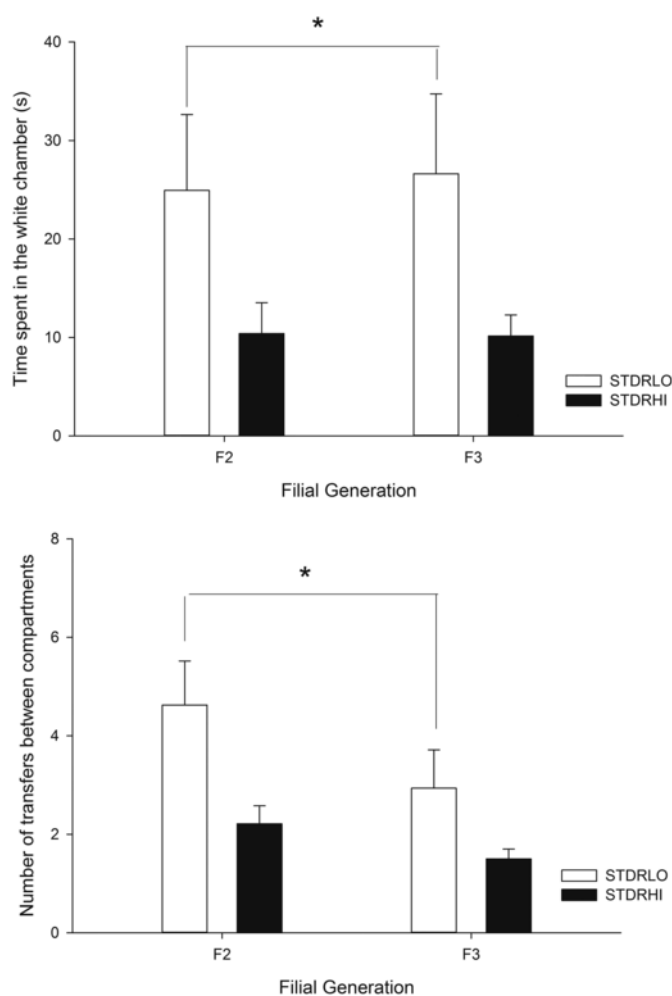 *
Time spent in the white chamber (s)
40
30
20
10
0
STDRLO
STDRHI
F2 F3
Filial Generation
*
Number of transfers between compartments
8
6
4
2
0
STDRLO
STDRHI
F2 F3
Filial Generation